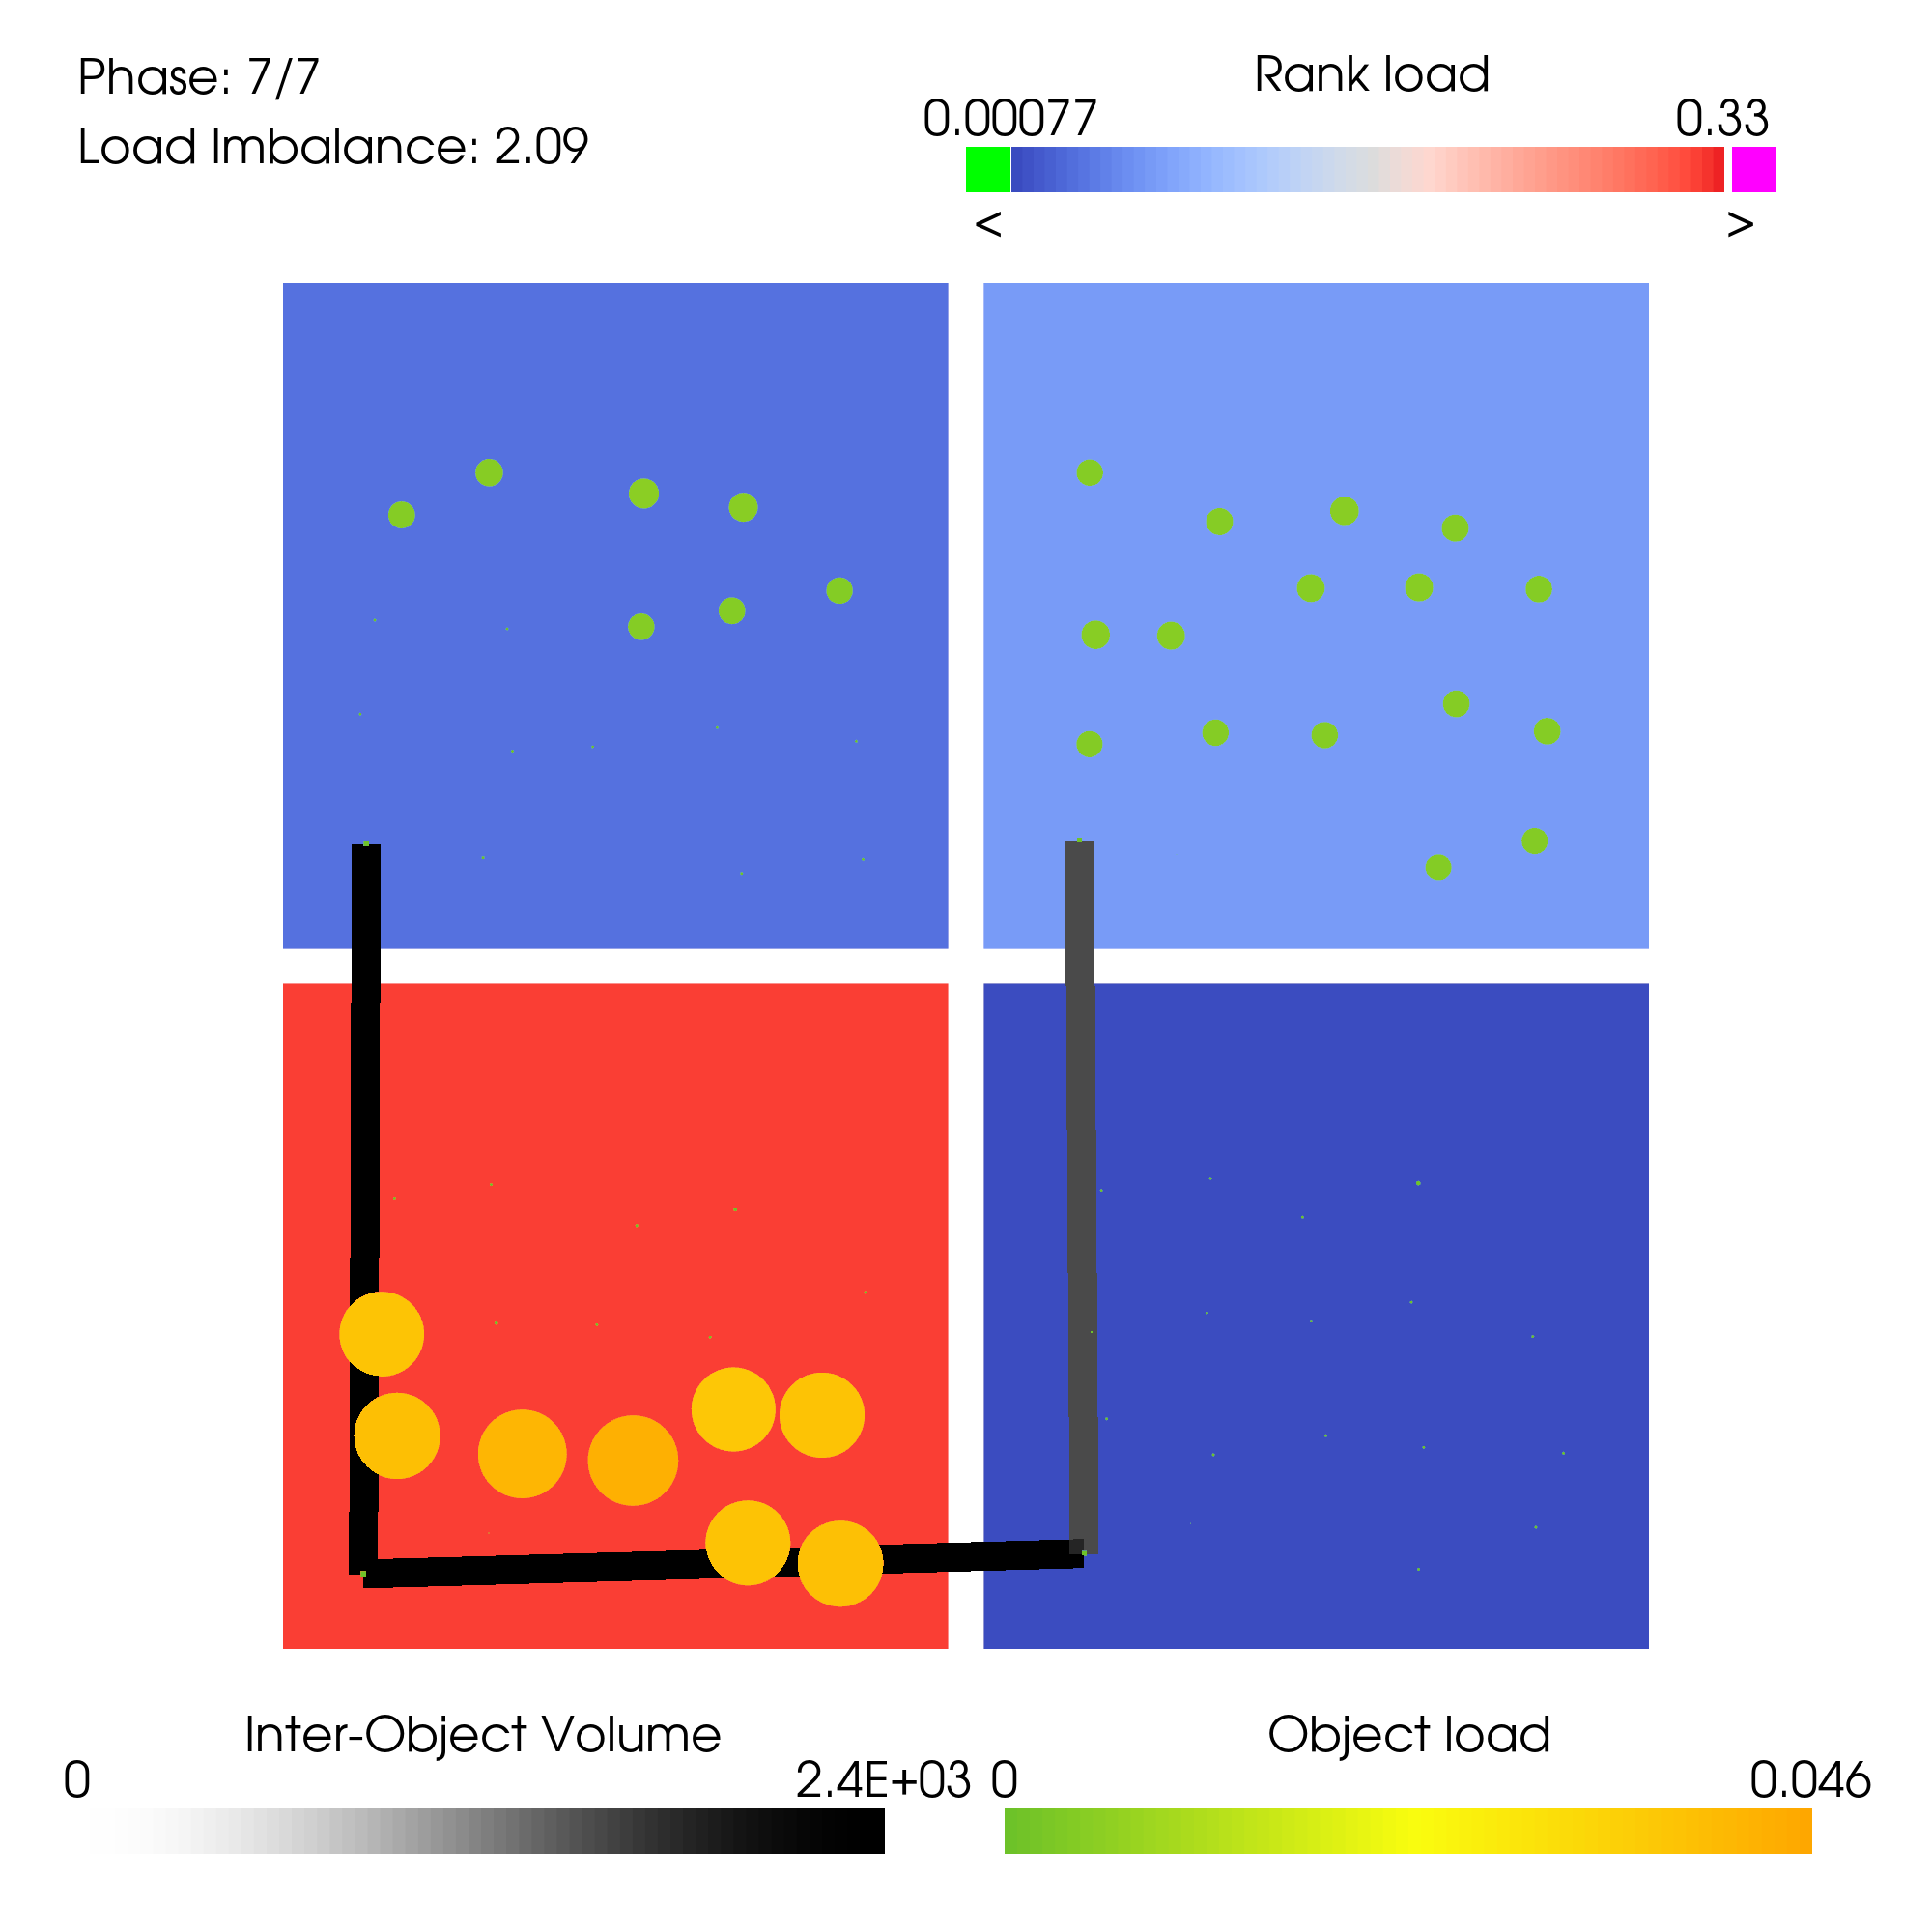 Phase: 7/7
Load Imbalance: 2.09
Rank load
0.00077 0.33
< >
Inter-Object Volume
0 2.4E+03
Object load
0 0.046